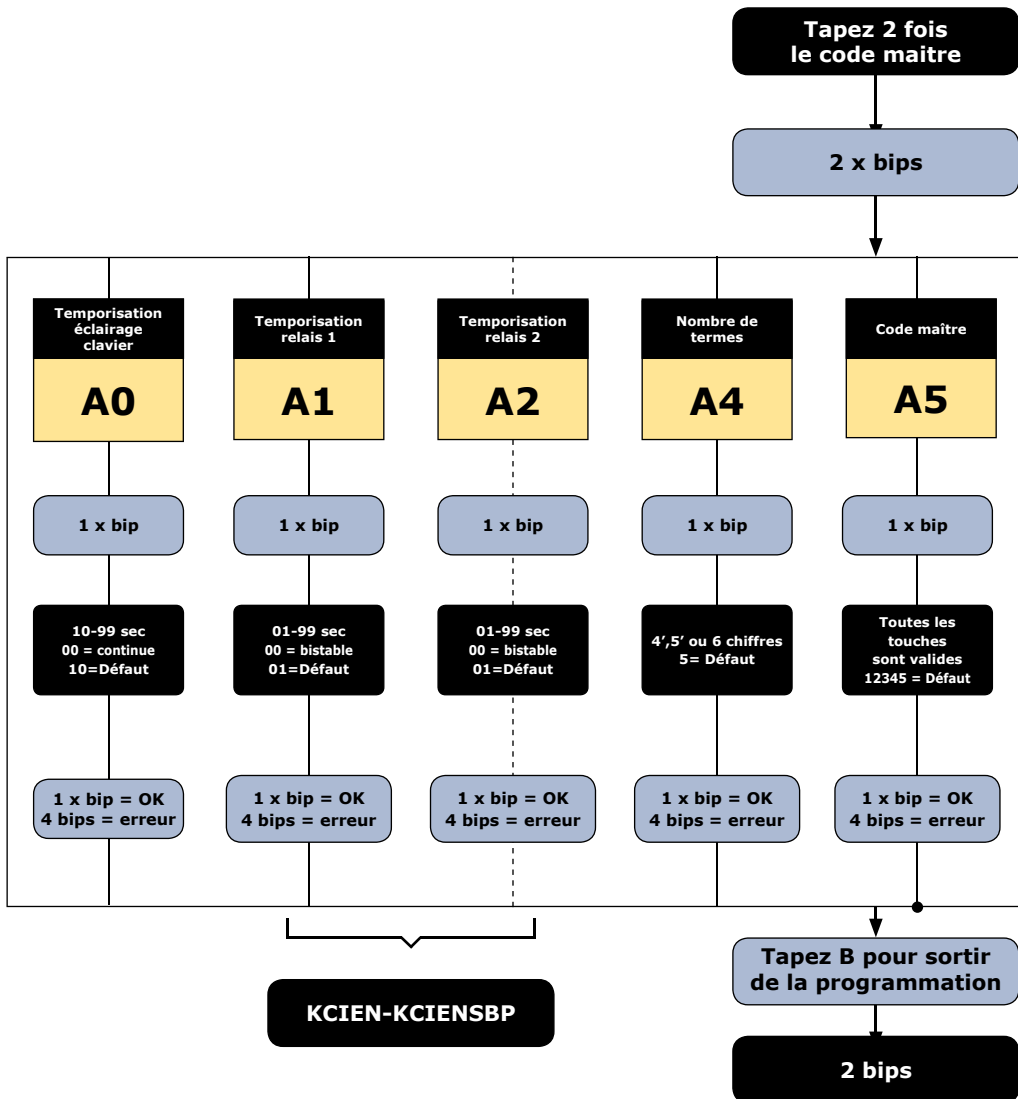 Tapez 2 fois
le code maitre
2 x bips
Temporisation
éclairage
clavier
A0
1 x bip
10-99 sec
00 = continue
10=Défaut
1 x bip = OK
4 bips = erreur
Temporisation
relais 1
A1
1 x bip
01-99 sec
00 = bistable
01=Défaut
1 x bip = OK
4 bips = erreur
Temporisation
relais 2
A2
1 x bip
01-99 sec
00 = bistable
01=Défaut
1 x bip = OK
4 bips = erreur
Nombre de
termes
A4
1 x bip
4’,5’ ou 6 chiffres
5= Défaut
1 x bip = OK
4 bips = erreur
Code maître
A5
1 x bip
Toutes les
touches
sont valides
12345 = Défaut
1 x bip = OK
4 bips = erreur
KCIEN-KCIENSBP
Tapez B pour sortir
de la programmation
2 bips